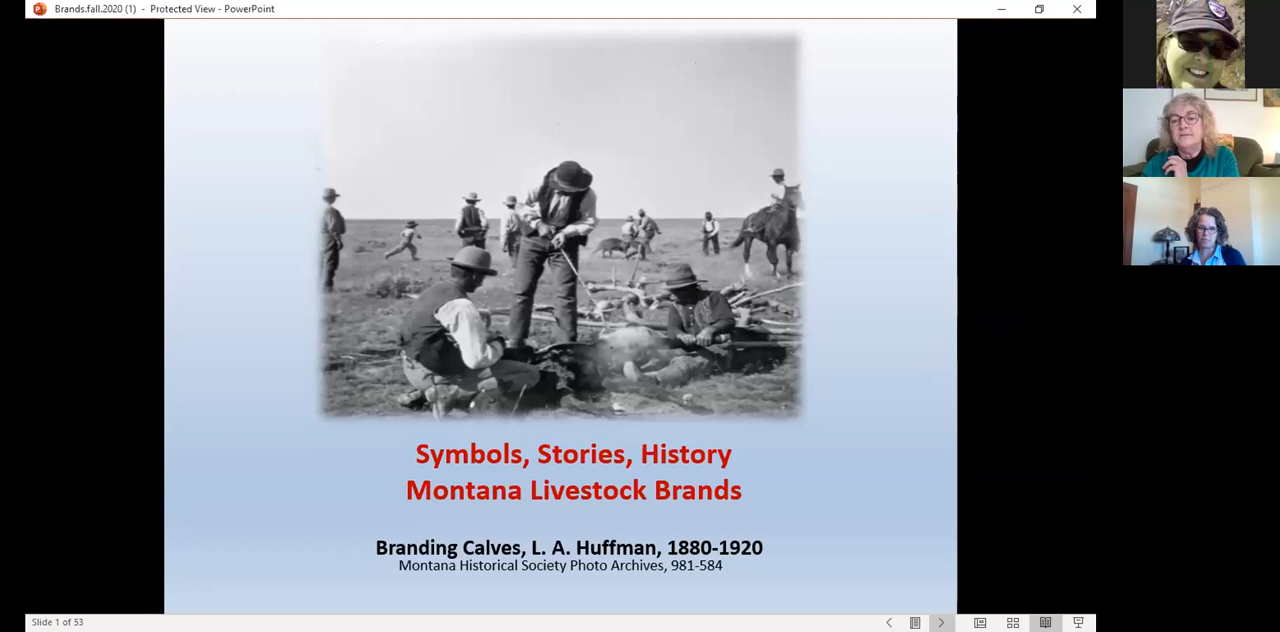 Brands.fall.2020 (1) - Protected View - PowerPoint
Symbols, Stories, History
Montana Livestock Brands
Branding Calves, L. A. Huffman, 1880-1920
Montana Historical Society Photo Archives, 981-584
Slide 1 of 53